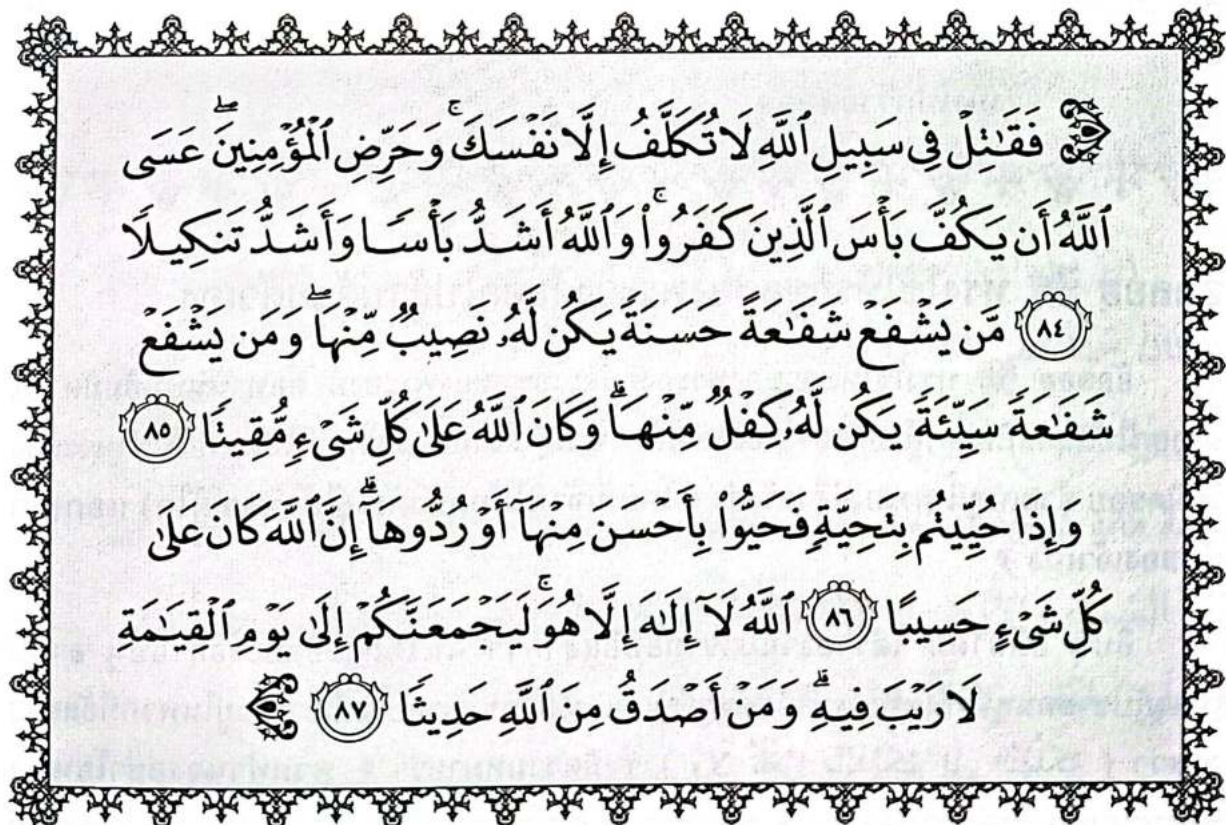 فَقَٰتِلْ فِى سَبِيلِ ٱللَّهِ لَا تُكَلَّفُ إِلَّا نَفْسَكَ ۚ وَحَرِّضِ ٱلْمُؤْمِنِينَ ۖ عَسَى
ٱللَّهُ أَن يَكُفَّ بَأْسَ ٱلَّذِينَ كَفَرُوا۟ ۚ وَٱللَّهُ أَشَدُّ بَأْسًا وَأَشَدُّ تَنكِيلًا
٨٤ مَّن يَشْفَعْ شَفَٰعَةً حَسَنَةً يَكُن لَّهُۥ نَصِيبٌ مِّنْهَا ۖ وَمَن يَشْفَعْ
شَفَٰعَةً سَيِّئَةً يَكُن لَّهُۥ كِفْلٌ مِّنْهَا ۗ وَكَانَ ٱللَّهُ عَلَىٰ كُلِّ شَىْءٍ مُّقِيتًا ٨٥
وَإِذَا حُيِّيتُم بِتَحِيَّةٍ فَحَيُّوا۟ بِأَحْسَنَ مِنْهَآ أَوْ رُدُّوهَآ ۗ إِنَّ ٱللَّهَ كَانَ عَلَىٰ
كُلِّ شَىْءٍ حَسِيبًا ٨٦ ٱللَّهُ لَآ إِلَٰهَ إِلَّا هُوَ ۚ لَيَجْمَعَنَّكُمْ إِلَىٰ يَوْمِ ٱلْقِيَٰمَةِ
لَا رَيْبَ فِيهِ ۗ وَمَنْ أَصْدَقُ مِنَ ٱللَّهِ حَدِيثًا ٨٧